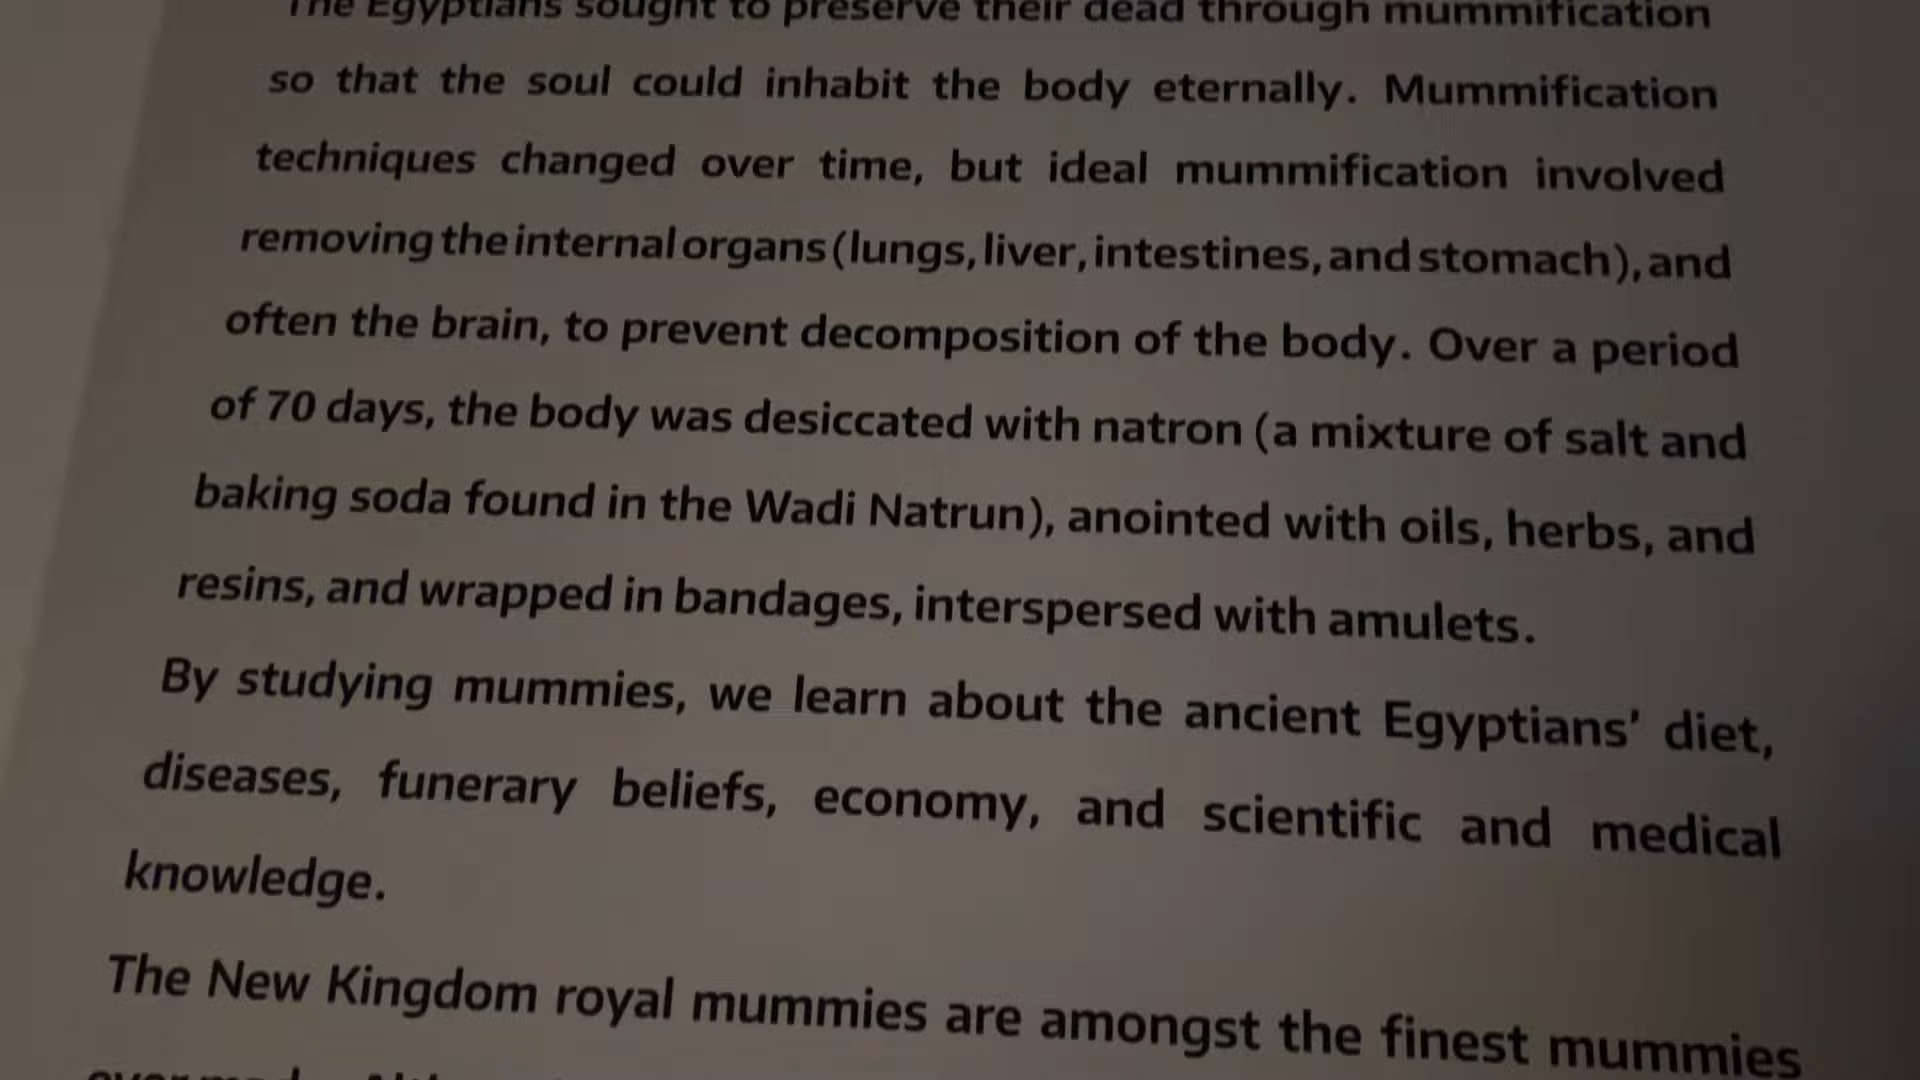 The Egyptians sought to preserve their dead through mummification
so that the soul could inhabit the body eternally. Mummification
techniques changed over time, but ideal mummification involved
removing the internal organs (lungs, liver, intestines, and stomach), and
often the brain, to prevent decomposition of the body. Over a period
of 70 days, the body was desiccated with natron (a mixture of salt and
baking soda found in the Wadi Natrun), anointed with oils, herbs, and
resins, and wrapped in bandages, interspersed with amulets.
By studying mummies, we learn about the ancient Egyptians’ diet,
diseases, funerary beliefs, economy, and scientific and medical
knowledge.
The New Kingdom royal mummies are amongst the finest mummies